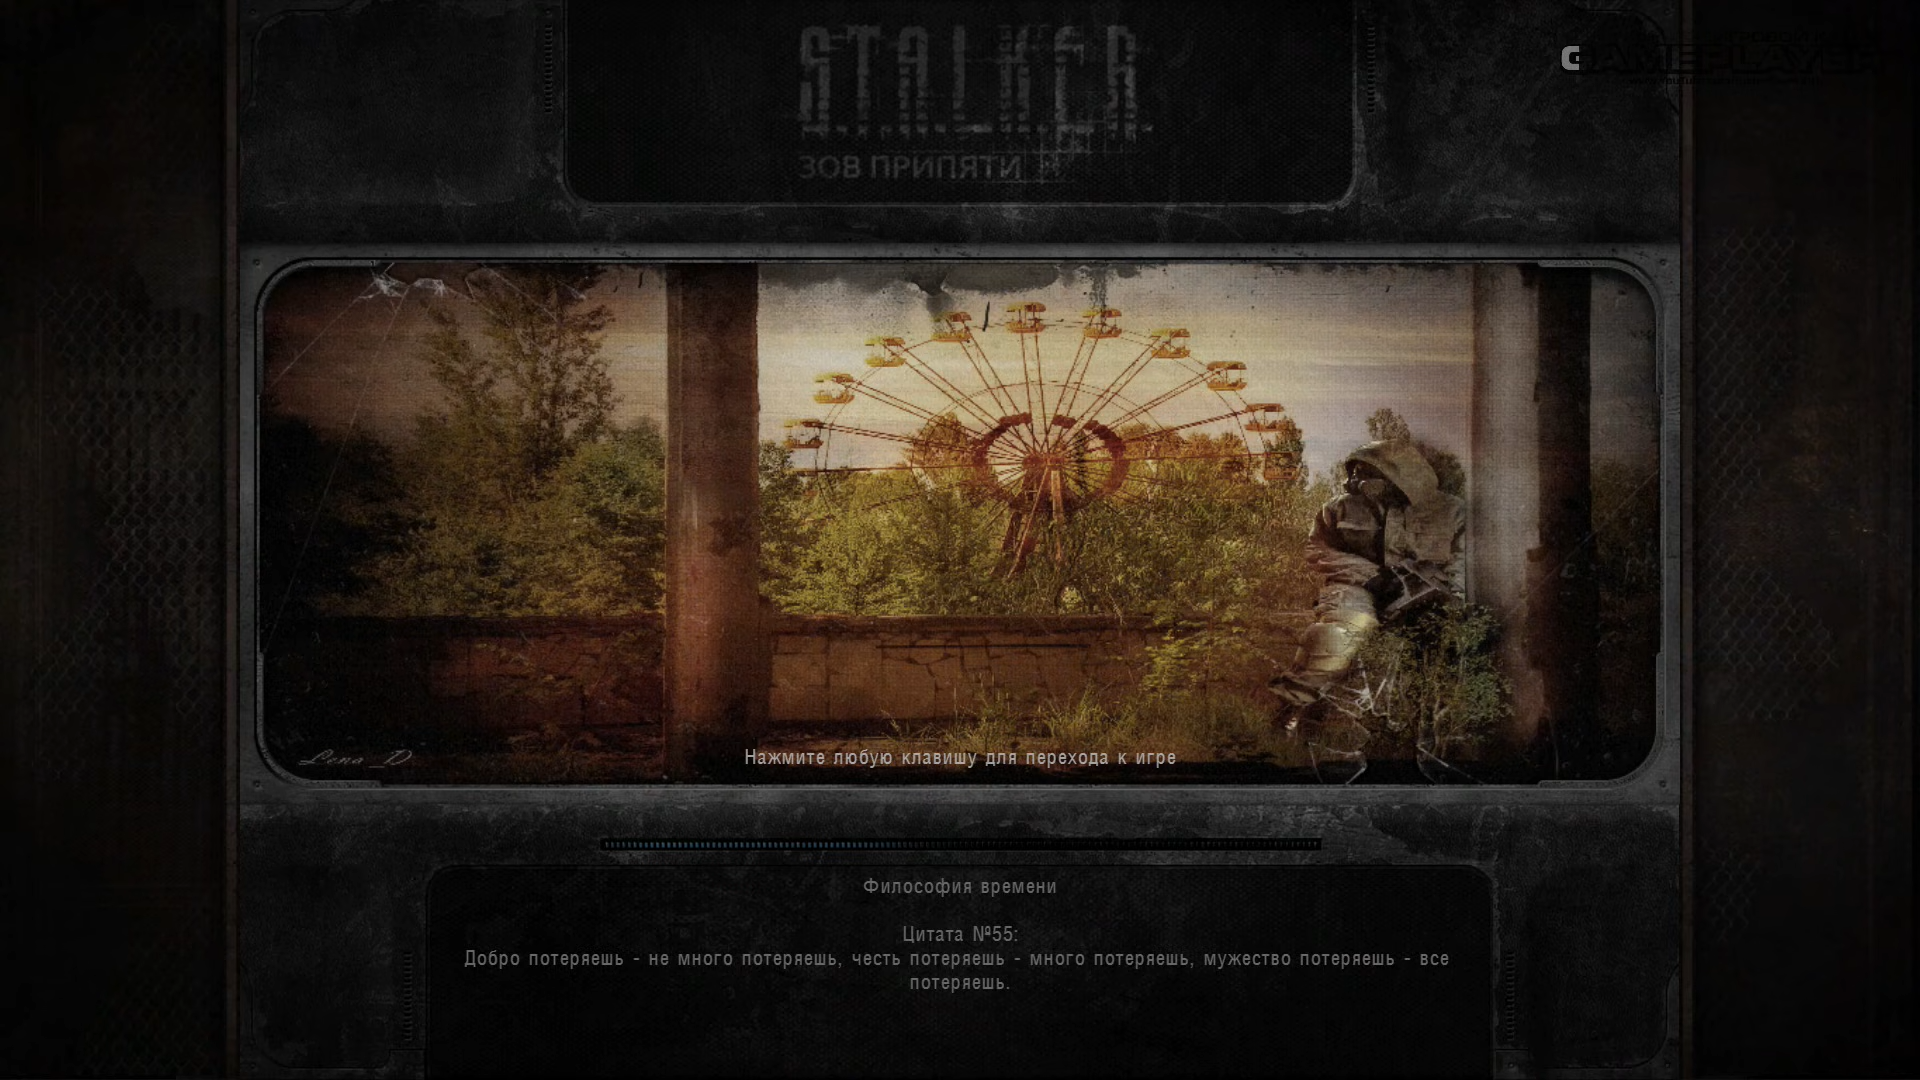 S.T.A.L.K.E.R.
ЗОВ ПРИПЯТИ
GAMEPLAYER
Lena_D
Нажмите любую клавишу для перехода к игре
Философия времени
Цитата №55:
Добро потеряешь - не много потеряешь, честь потеряешь - много потеряешь, мужество потеряешь - все
потеряешь.